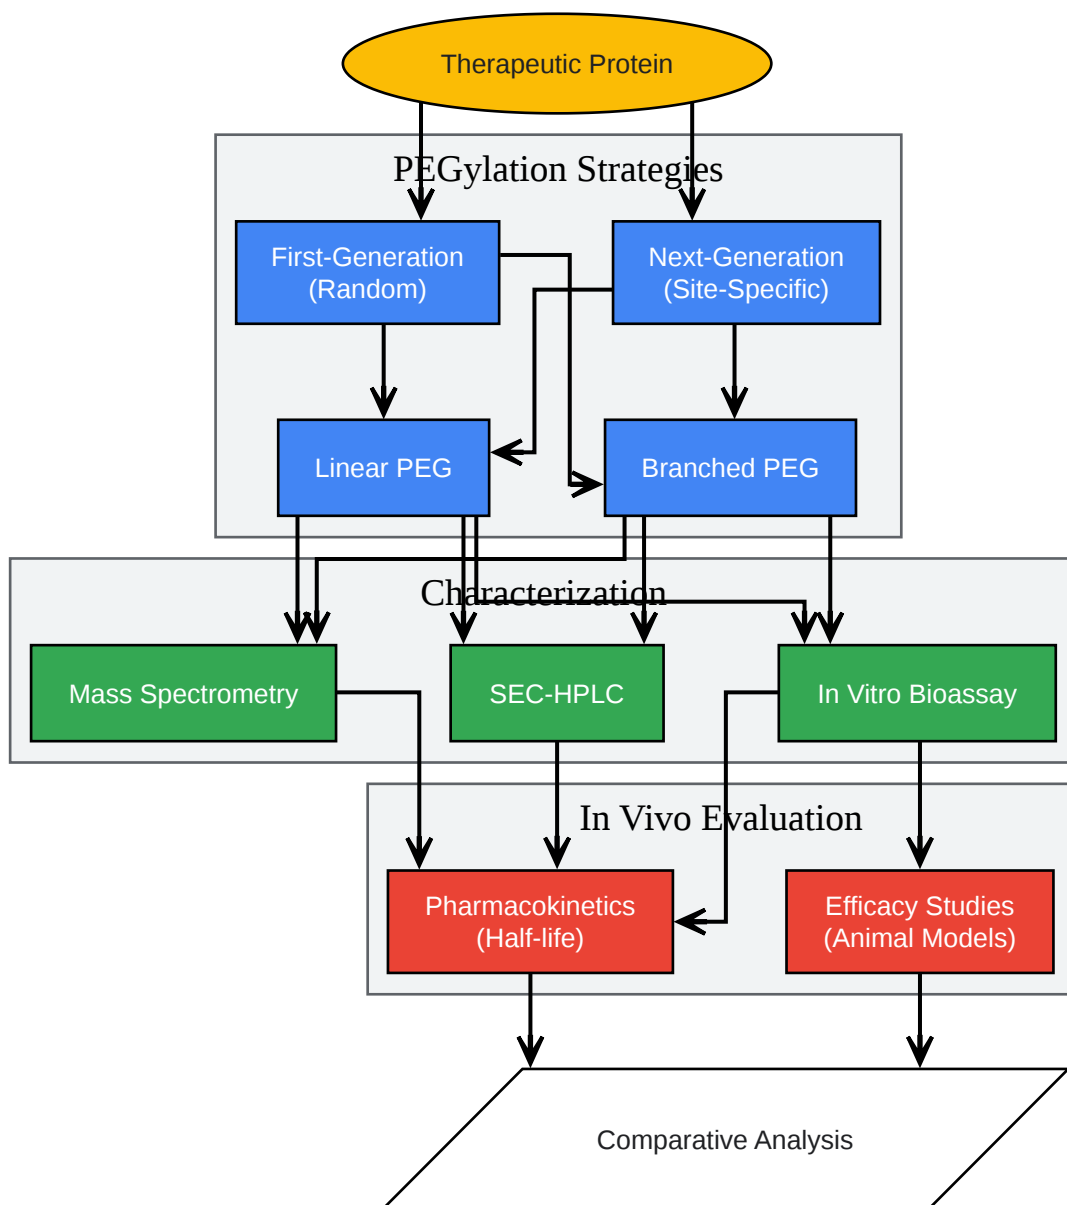 Therapeutic Protein
PEGylation Strategies
First-Generation
(Random)
Next-Generation
(Site-Specific)
Linear PEG
Branched PEG
Characterization
Mass Spectrometry
SEC-HPLC
In Vitro Bioassay
In Vivo Evaluation
Pharmacokinetics
(Half-life)
Efficacy Studies
(Animal Models)
Comparative Analysis